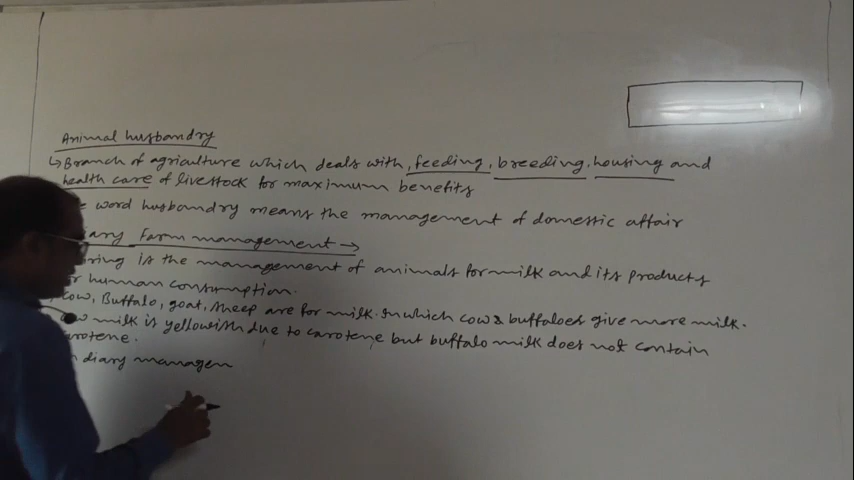 Animal husbandry
↳ Branch of agriculture which deals with, feeding, breeding, housing and
health care of livestock for maximum benefits
word husbandry means the management of domestic affair
Farm management →
is the management of animals for milk and its products
human consumption.
Cow, Buffalo, goat, sheep are for milk. In which cow & buffaloes give more milk.
milk is yellowish due to carotene but buffalo milk does not contain
diary managem